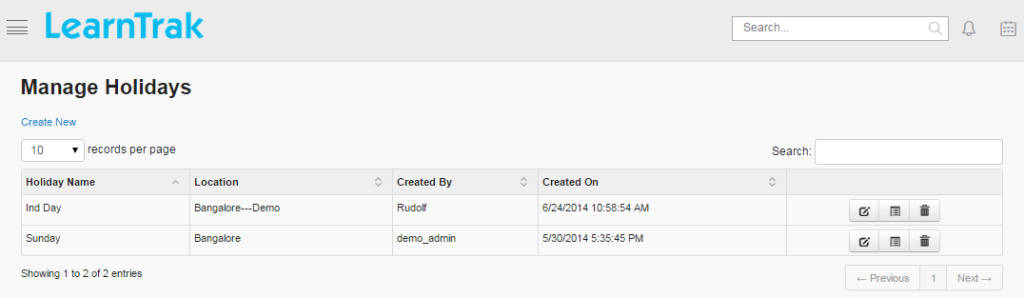 LearnTrak
Search...
Manage Holidays
Create New
10 records per page
Search:
Holiday Name Location Created By Created On
Ind Day Bangalore---Demo Rudolf 6/24/2014 10:58:54 AM
Sunday Bangalore demo_admin 5/30/2014 5:35:45 PM
Showing 1 to 2 of 2 entries
← Previous 1 Next →